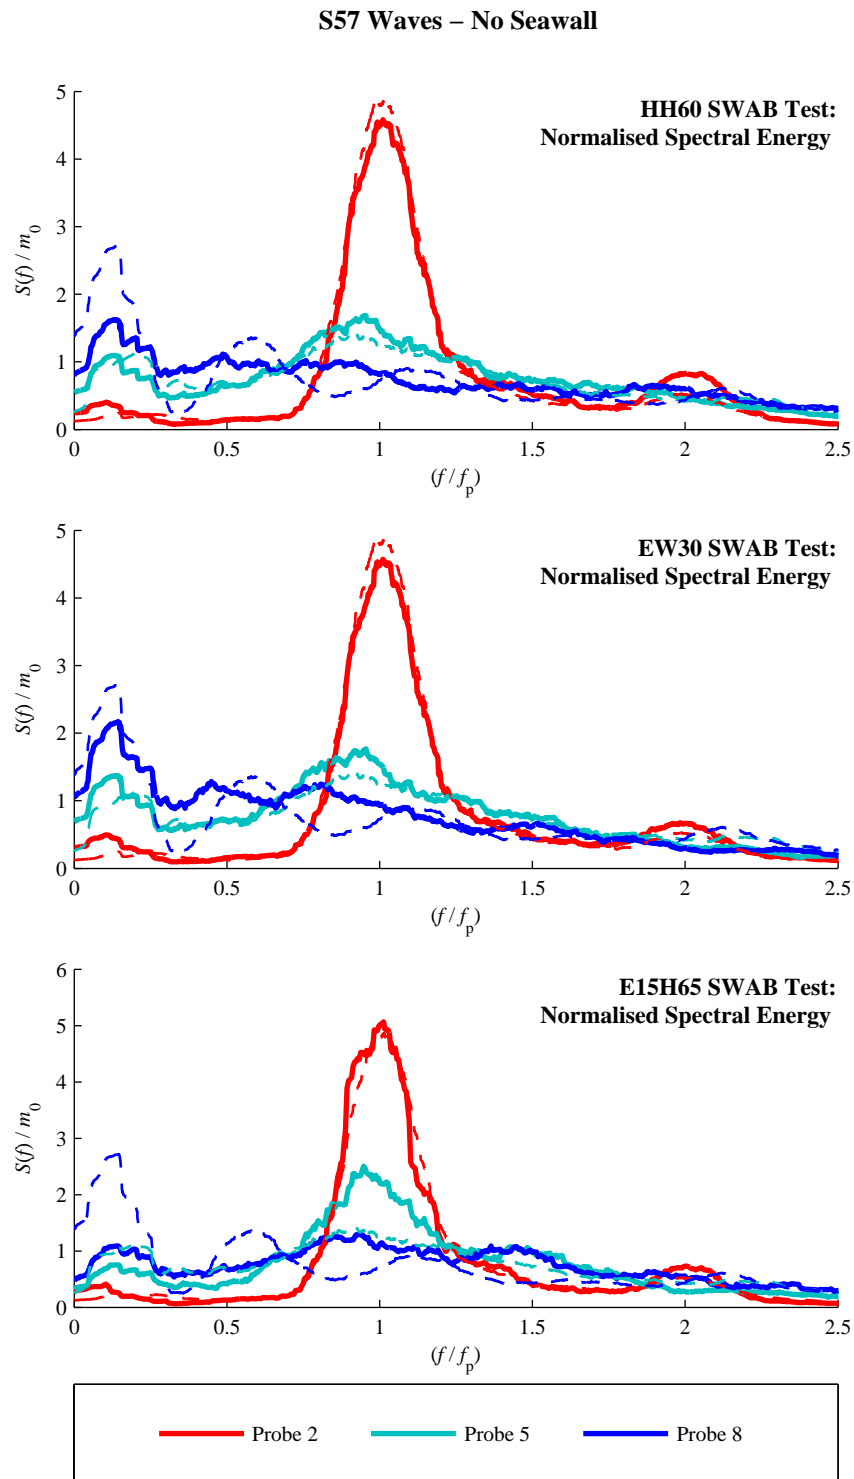 S57 Waves – No Seawall
HH60 SWAB Test:
Normalised Spectral Energy
5
4
3
2
1
0
S(f) / m0
0 0.5 1 1.5 2 2.5
(f / fp)
EW30 SWAB Test:
Normalised Spectral Energy
5
4
3
2
1
0
S(f) / m0
0 0.5 1 1.5 2 2.5
(f / fp)
E15H65 SWAB Test:
Normalised Spectral Energy
6
5
4
3
2
1
0
S(f) / m0
0 0.5 1 1.5 2 2.5
(f / fp)
Probe 2 Probe 5 Probe 8